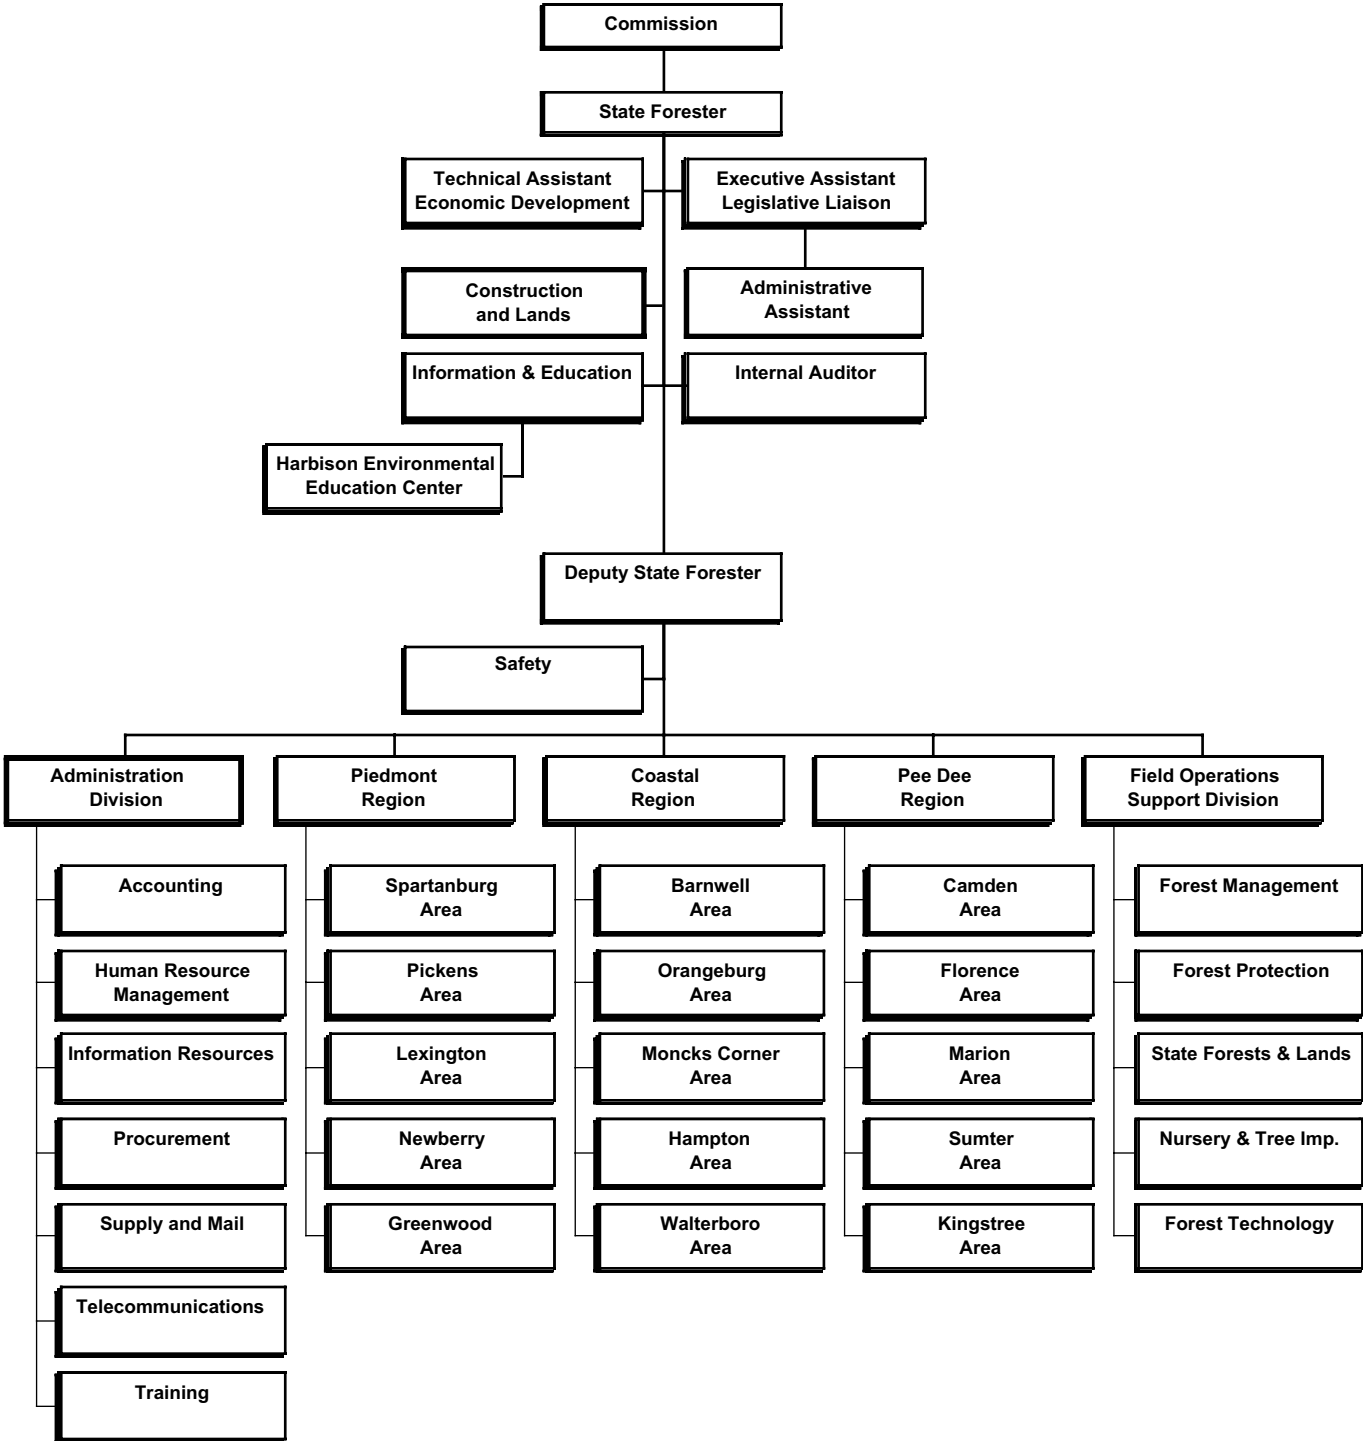 Commission
State Forester
Technical Assistant
Economic Development
Executive Assistant
Legislative Liaison
Construction
and Lands
Administrative
Assistant
Information & Education
Internal Auditor
Harbison Environmental
Education Center
Deputy State Forester
Safety
Administration
Division
Piedmont
Region
Coastal
Region
Pee Dee
Region
Field Operations
Support Division
Accounting
Human Resource
Management
Information Resources
Procurement
Supply and Mail
Telecommunications
Training
Spartanburg
Area
Pickens
Area
Lexington
Area
Newberry
Area
Greenwood
Area
Barnwell
Area
Orangeburg
Area
Moncks Corner
Area
Hampton
Area
Walterboro
Area
Camden
Area
Florence
Area
Marion
Area
Sumter
Area
Kingstree
Area
Forest Management
Forest Protection
State Forests & Lands
Nursery & Tree Imp.
Forest Technology